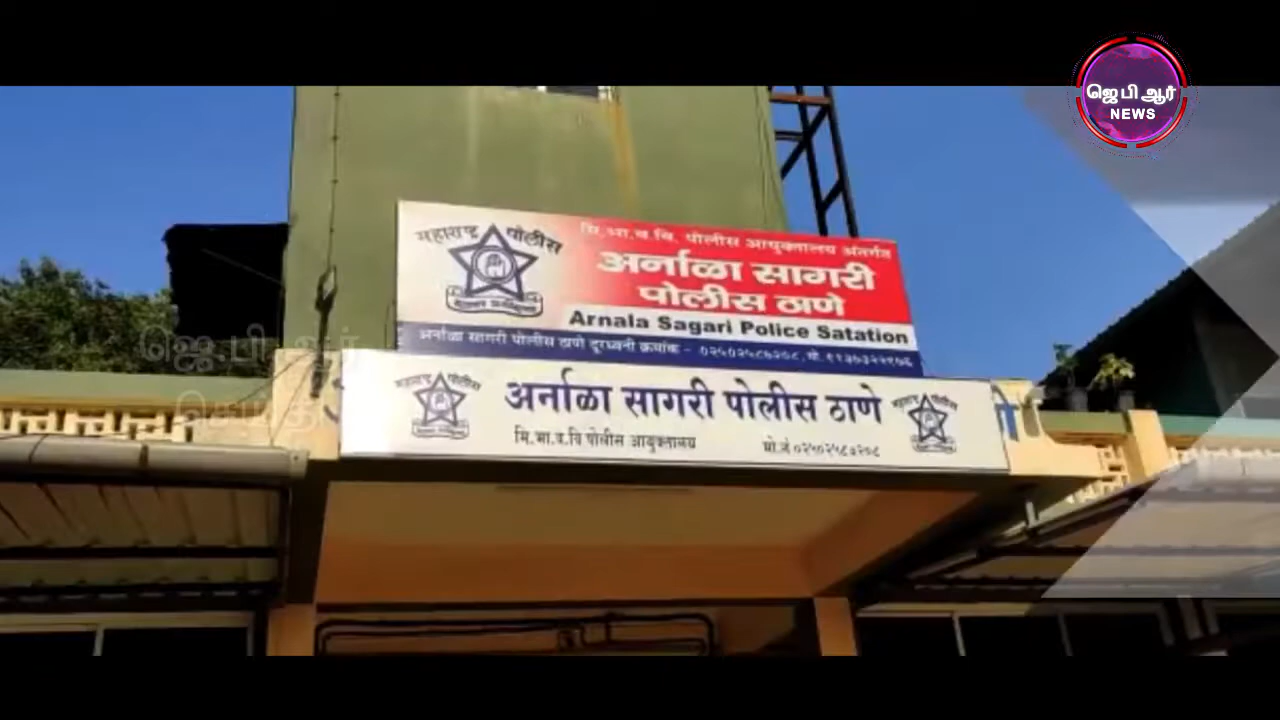 ஜெ பி ஆர்
NEWS
महाराष्ट्र पोलीस
मि.भा.व.वि. पोलीस आयुक्तालय अंतर्गत
अर्नाळा सागरी
पोलीस ठाणे
Arnala Sagari Police Satation
अर्नाळा सागरी पोलीस ठाणे दूरध्वनी क्रमांक -
ஜெ.பி ஆர்
महाराष्ट्र पोलीस
अर्नाळा सागरी पोलीस ठाणे
महाराष्ट्र पोलीस
मि.भा.व.वि पोलीस आयुक्तालय